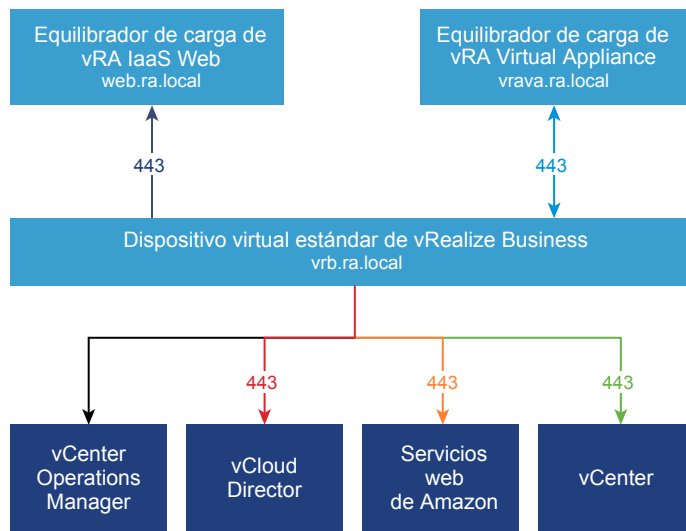 Equilibrador de carga de
vRA IaaS Web
web.ra.local
Equilibrador de carga de
vRA Virtual Appliance
vrava.ra.local
443
443
Dispositivo virtual estándar de vRealize Business
vrb.ra.local
443
443
443
vCenter
Operations
Manager
vCloud
Director
Servicios
web
de Amazon
vCenter